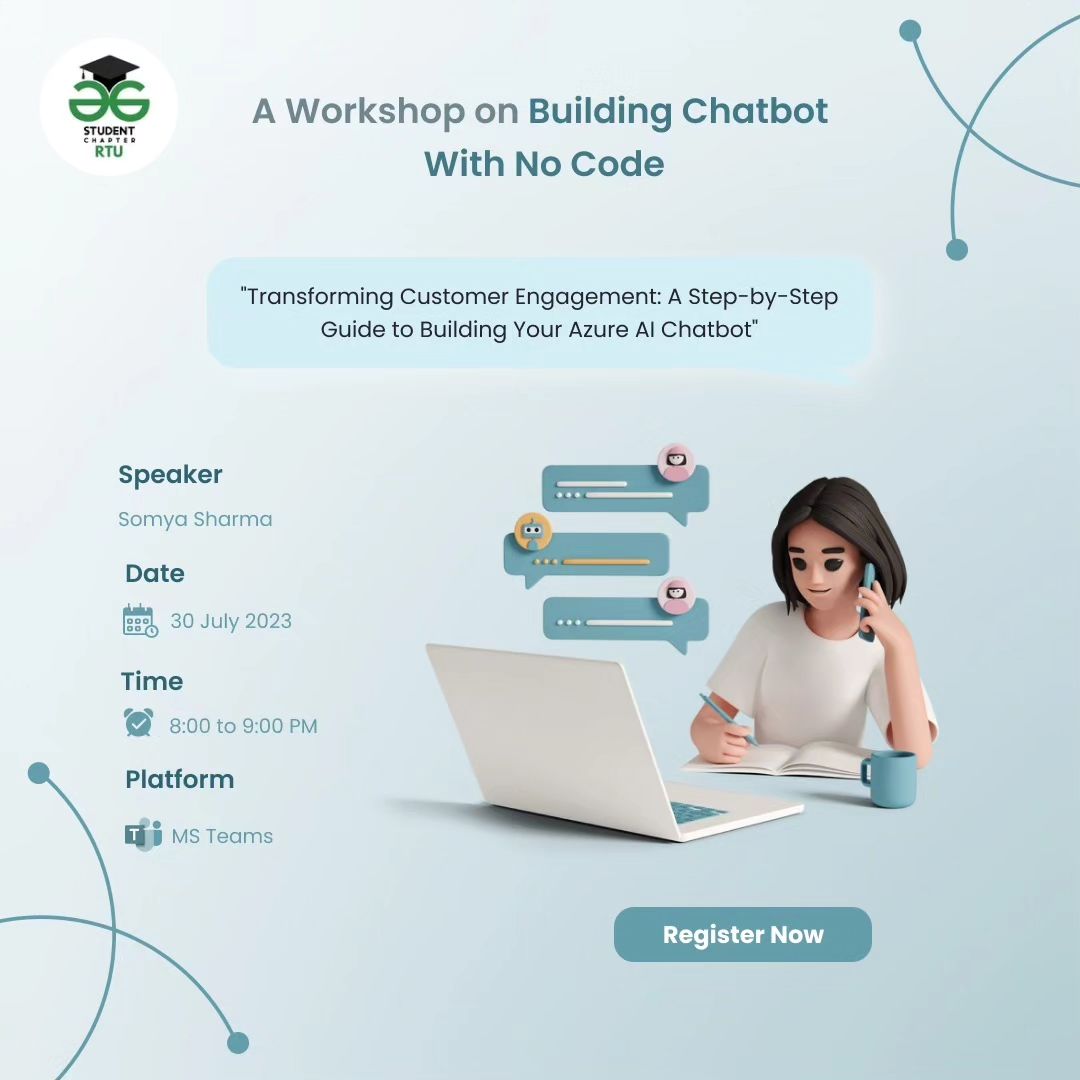 STUDENT
CHAPTER
RTU
A Workshop on Building Chatbot
With No Code
"Transforming Customer Engagement: A Step-by-Step
Guide to Building Your Azure AI Chatbot"
Speaker
Somya Sharma
Date
30 July 2023
Time
8:00 to 9:00 PM
Platform
T
MS Teams
Register Now